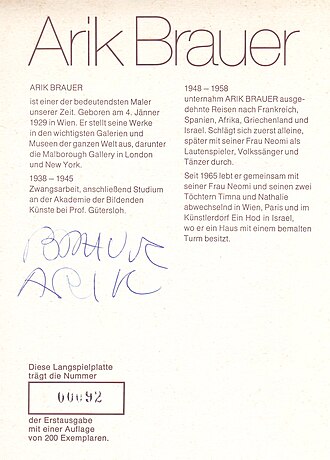 Arik Brauer
ARIK BRAUER
ist einer der bedeutendsten Maler
unserer Zeit. Geboren am 4. Jänner
1929 in Wien. Er stellt seine Werke
in den wichtigsten Galerien und
Museen der ganzen Welt aus, darunter
die Malborough Gallery in London
und New York.
1938 – 1945
Zwangsarbeit, anschließend Studium
an der Akademie der Bildenden
Künste bei Prof. Gütersloh.
1948 – 1958
unternahm ARIK BRAUER ausge-
dehnte Reisen nach Frankreich,
Spanien, Afrika, Griechenland und
Israel. Schlägt sich zuerst alleine,
später mit seiner Frau Neomi als
Lautenspieler, Volkssänger und
Tänzer durch.
Seit 1965 lebt er gemeinsam mit
seiner Frau Neomi und seinen zwei
Töchtern Timna und Nathalie
abwechselnd in Wien, Paris und im
Künstlerdorf Ein Hod in Israel,
wo er ein Haus mit einem bemalten
Turm besitzt.
BRAUER
ARIK
Diese Langspielplatte
trägt die Nummer
00092
der Erstausgabe
mit einer Auflage
von 200 Exemplaren.